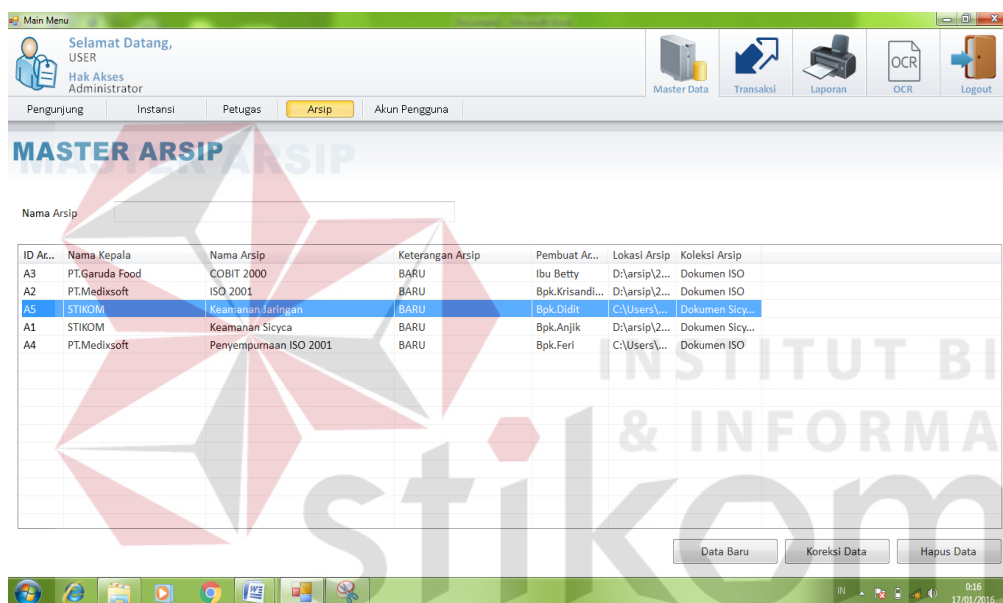 Main Menu
Selamat Datang,
USER
Hak Akses
Administrator
Master Data
Transaksi
Laporan
OCR
OCR
Logout
Pengunjung Instansi Petugas Arsip Akun Pengguna
MASTER ARSIP
Nama Arsip
ID Ar... Nama Kepala Nama Arsip Keterangan Arsip Pembuat Ar... Lokasi Arsip Koleksi Arsip
A3 PT.Garuda Food COBIT 2000 BARU Ibu Betty D:\arsip\2... Dokumen ISO
A2 PT.Medixsoft ISO 2001 BARU Bpk.Krisandi... D:\arsip\2... Dokumen ISO
A5 STIKOM Keamanan Jaringan BARU Bpk.Didit C:\Users\... Dokumen Sicy...
A1 STIKOM Keamanan Sicyca BARU Bpk.Anjik D:\arsip\2... Dokumen Sicy...
A4 PT.Medixsoft Penyempurnaan ISO 2001 BARU Bpk.Feri C:\Users\... Dokumen ISO
INSTITUT BI
& INFORMA
stikom
Data Baru Koreksi Data Hapus Data
IN
0:16
17/01/2016